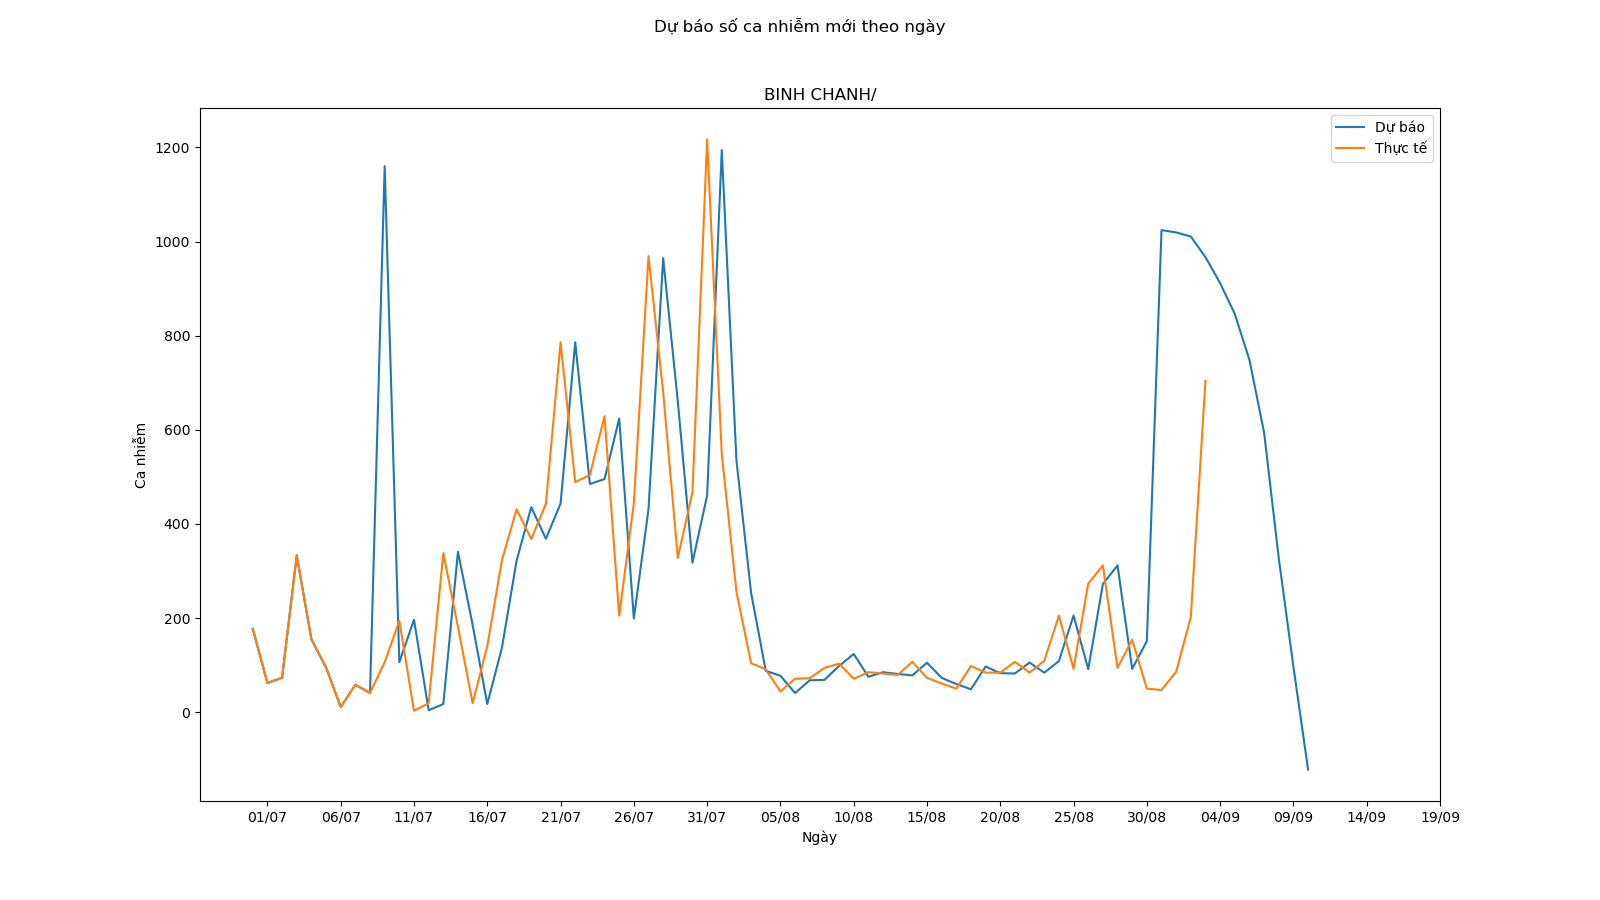 Dự báo số ca nhiễm mới theo ngày
BINH CHANH/
Dự báo
Thực tế
Ca nhiễm
1200
1000
800
600
400
200
0
01/07 06/07 11/07 16/07 21/07 26/07 31/07 05/08 10/08 15/08 20/08 25/08 30/08 04/09 09/09 14/09 19/09
Ngày